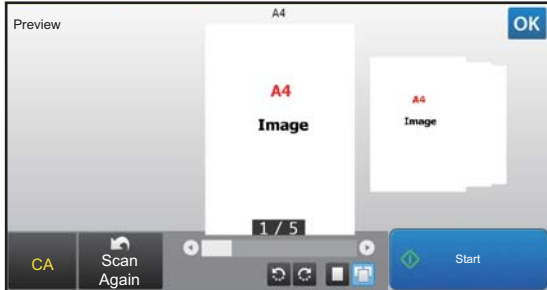 Preview
A4
OK
A4
Image
A4
Image
1 / 5
CA
Scan
Again
Start